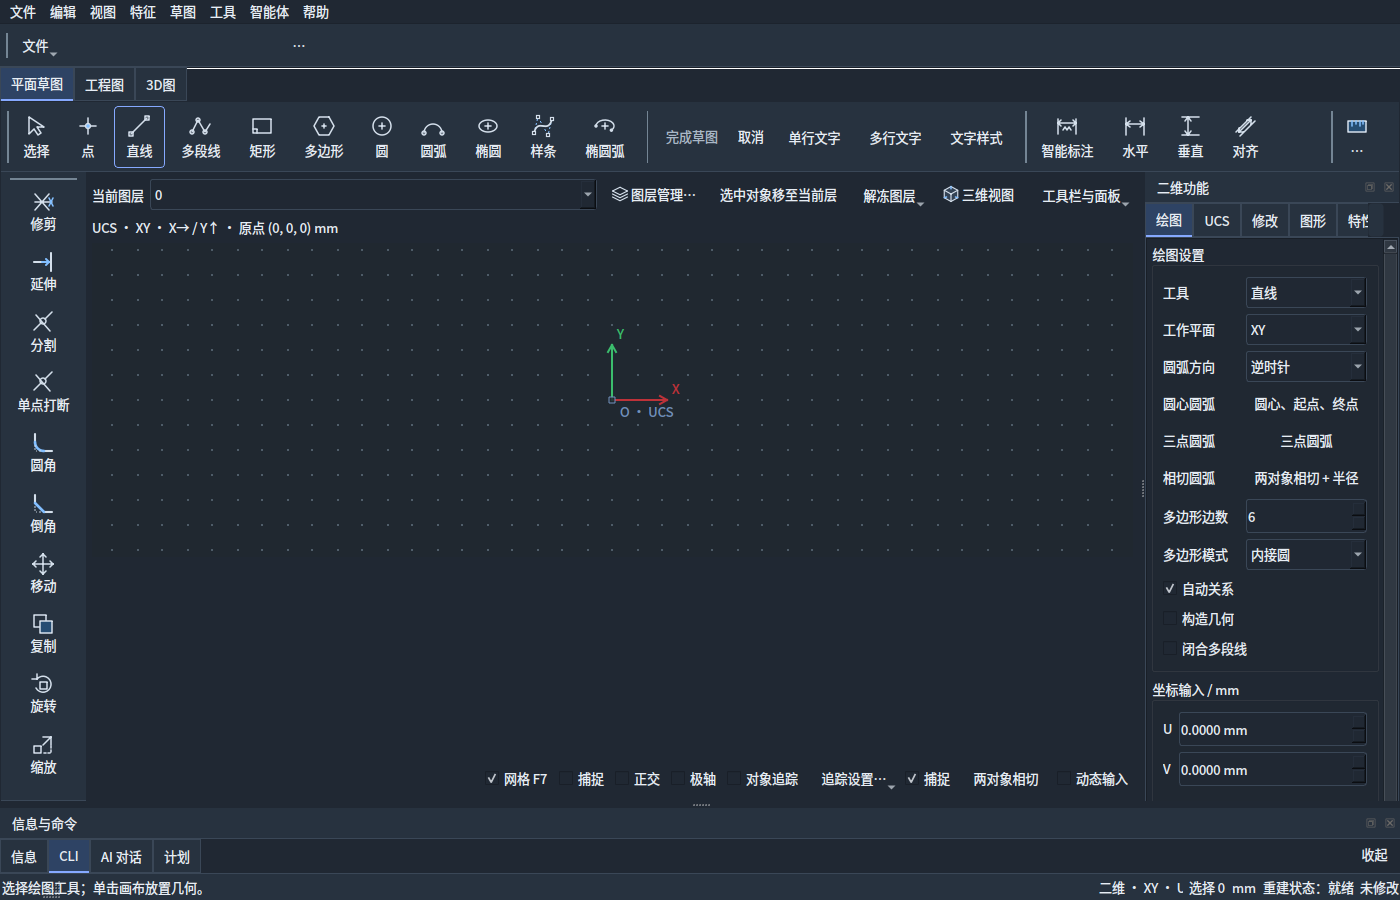 文件 编辑 视图 特征 草图 工具 智能体 帮助
文件 ···
平面草图 工程图 3D图
选择 点 直线 多段线 矩形 多边形 圆 圆弧 椭圆 样条 椭圆弧 完成草图 取消 单行文字 多行文字 文字样式 智能标注 水平 垂直 对齐 ···
修剪
延伸
分割
单点打断
圆角
倒角
移动
复制
旋转
缩放
当前图层 0 图层管理··· 选中对象移至当前层 解冻图层 三维视图 工具栏与面板
UCS · XY · X→ / Y↑ · 原点 (0, 0, 0) mm
Y
X
O · UCS
网格 F7 捕捉 正交 极轴 对象追踪 追踪设置··· 捕捉 两对象相切 动态输入
二维功能
绘图 UCS 修改 图形 特性
绘图设置
工具 直线
工作平面 XY
圆弧方向 逆时针
圆心圆弧 圆心、起点、终点
三点圆弧 三点圆弧
相切圆弧 两对象相切 + 半径
多边形边数 6
多边形模式 内接圆
自动关系
构造几何
闭合多段线
坐标输入 / mm
U 0.0000 mm
V 0.0000 mm
信息与命令
信息 CLI AI 对话 计划 收起
选择绘图工具；单击画布放置几何。 二维 · XY · U 选择 0 mm 重建状态：就绪 未修改